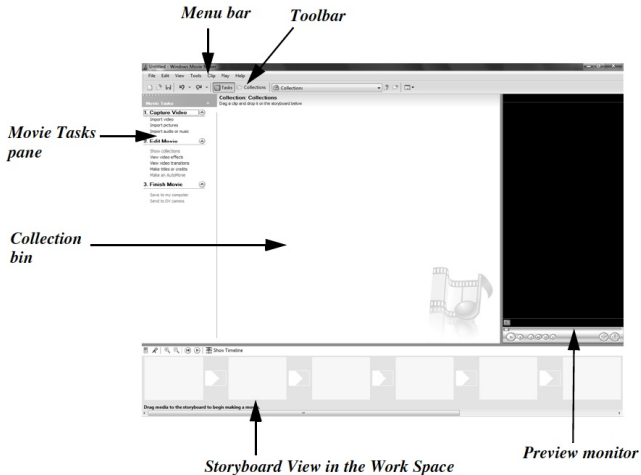 Menu bar
Toolbar
Untitled - Windows Movie Maker
File Edit View Tools Clip Play Help
Tasks Collections Collections
Movie Tasks
Collection: Collections
Drag a clip and drop it on the storyboard below
1. Capture Video
Import video
Import pictures
Import audio or music
2. Edit Movie
Show collections
View video effects
View video transitions
Make titles or credits
Make an AutoMovie
3. Finish Movie
Save to my computer
Send to DV camera
Movie Tasks
pane
Collection
bin
Show Timeline
Drag media to the storyboard to begin making a movie.
Storyboard View in the Work Space
Preview monitor